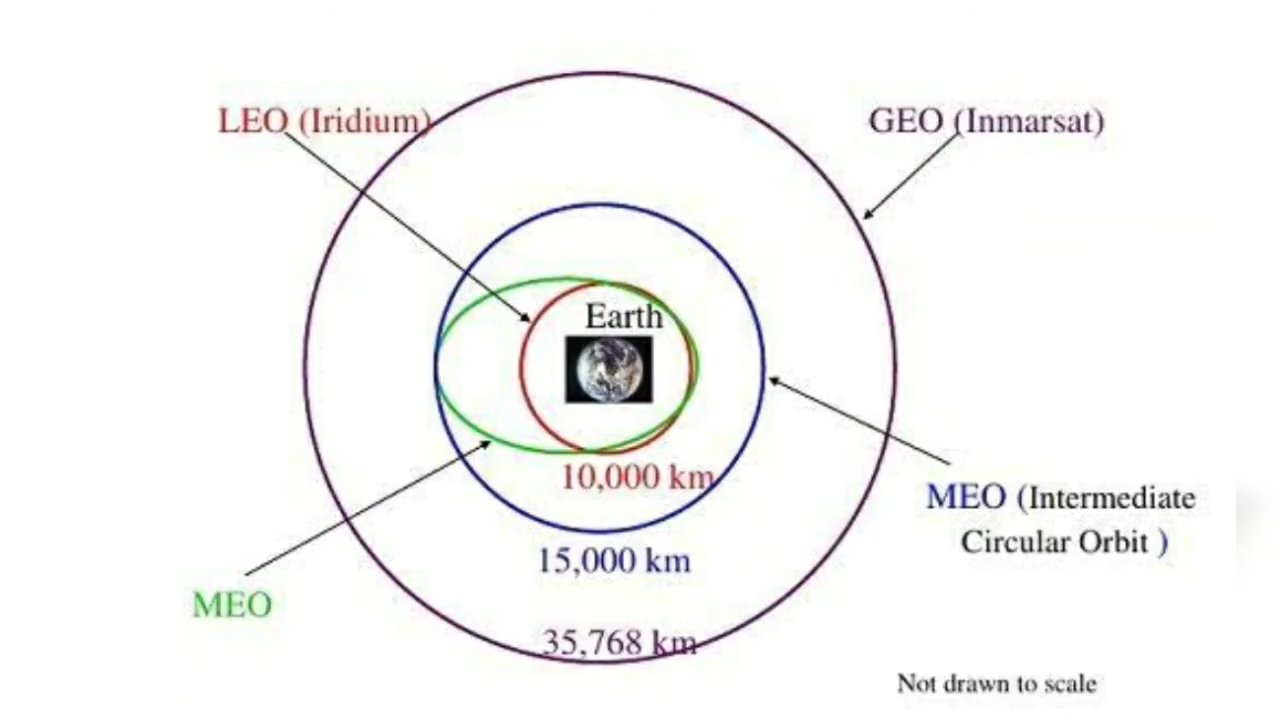 LEO (Iridium)
GEO (Inmarsat)
Earth
10,000 km
MEO (Intermediate
Circular Orbit )
15,000 km
MEO
35,768 km
Not drawn to scale